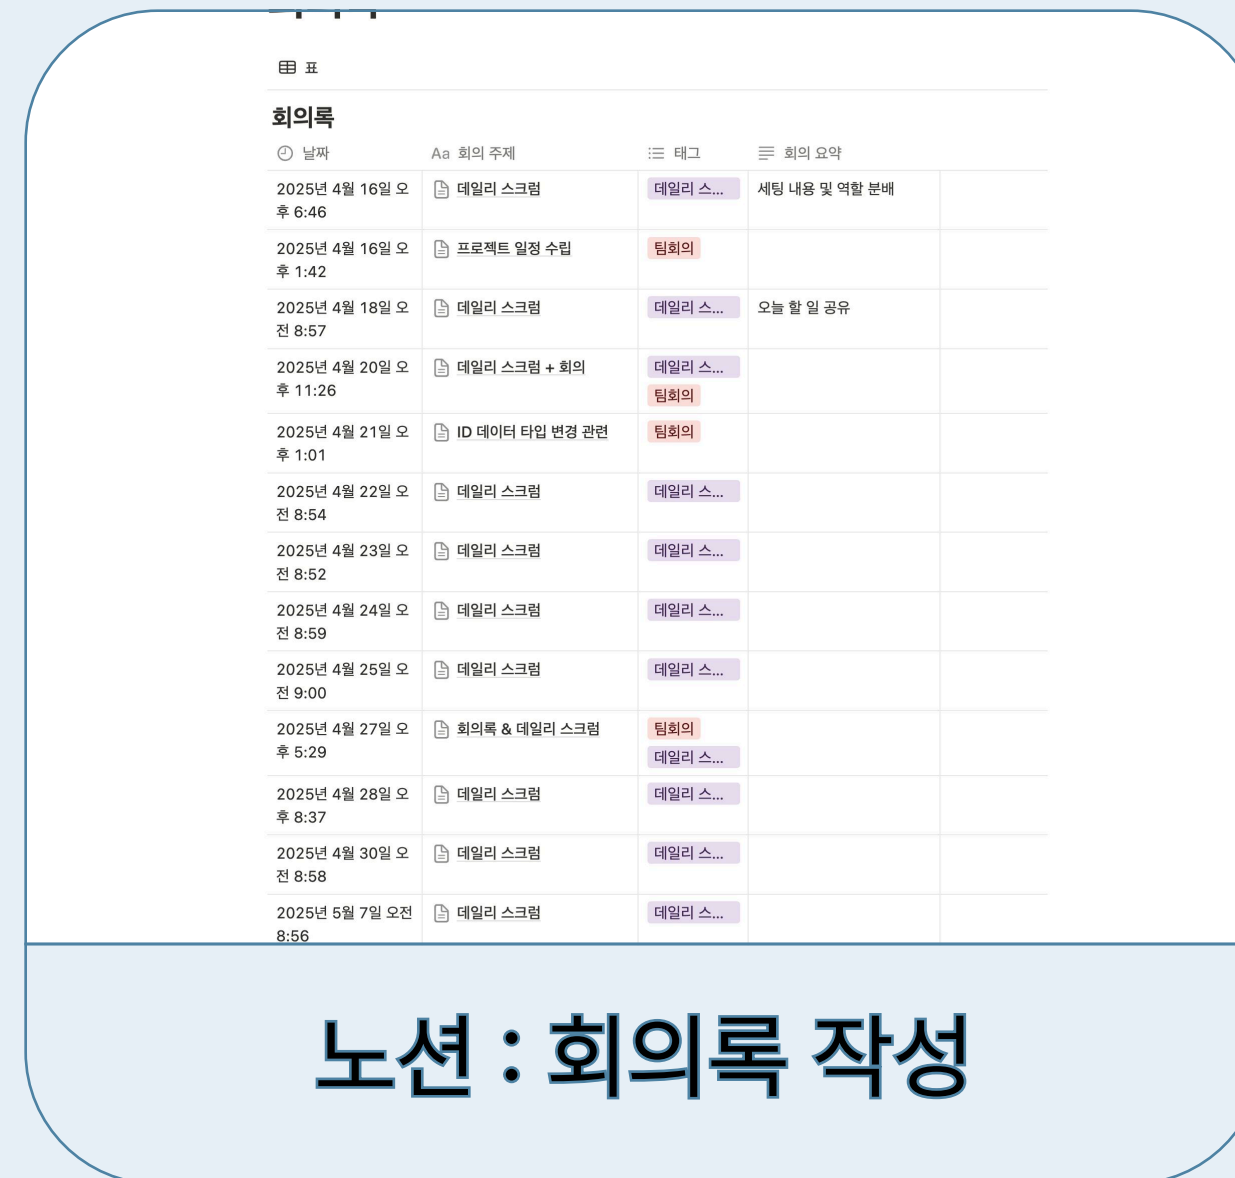 표
회의록
날짜 Aa 회의 주제 태그 회의 요약
2025년 4월 16일 오 데일리 스크럼 데일리 스... 세팅 내용 및 역할 분배
후 6:46
2025년 4월 16일 오 프로젝트 일정 수립 팀회의
후 1:42
2025년 4월 18일 오 데일리 스크럼 데일리 스... 오늘 할 일 공유
전 8:57
2025년 4월 20일 오 데일리 스크럼 + 회의 데일리 스...
후 11:26 팀회의
2025년 4월 21일 오 ID 데이터 타입 변경 관련 팀회의
후 1:01
2025년 4월 22일 오 데일리 스크럼 데일리 스...
전 8:54
2025년 4월 23일 오 데일리 스크럼 데일리 스...
전 8:52
2025년 4월 24일 오 데일리 스크럼 데일리 스...
전 8:59
2025년 4월 25일 오 데일리 스크럼 데일리 스...
전 9:00
2025년 4월 27일 오 회의록 & 데일리 스크럼 팀회의
후 5:29 데일리 스...
2025년 4월 28일 오 데일리 스크럼 데일리 스...
후 8:37
2025년 4월 30일 오 데일리 스크럼 데일리 스...
전 8:58
2025년 5월 7일 오전 데일리 스크럼 데일리 스...
8:56
노션 : 회의록 작성